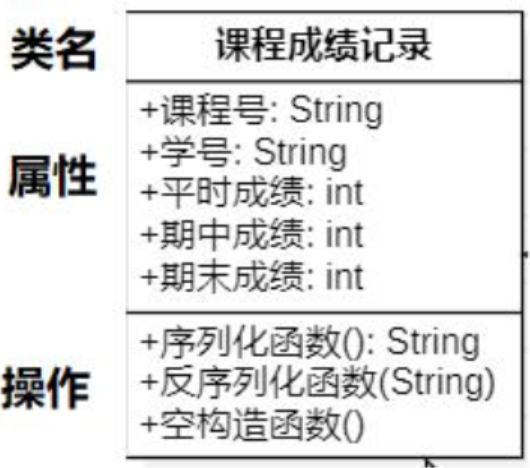 类名
课程成绩记录
属性
+课程号: String
+学号: String
+平时成绩: int
+期中成绩: int
+期末成绩: int
操作
+序列化函数(): String
+反序列化函数(String)
+空构造函数()